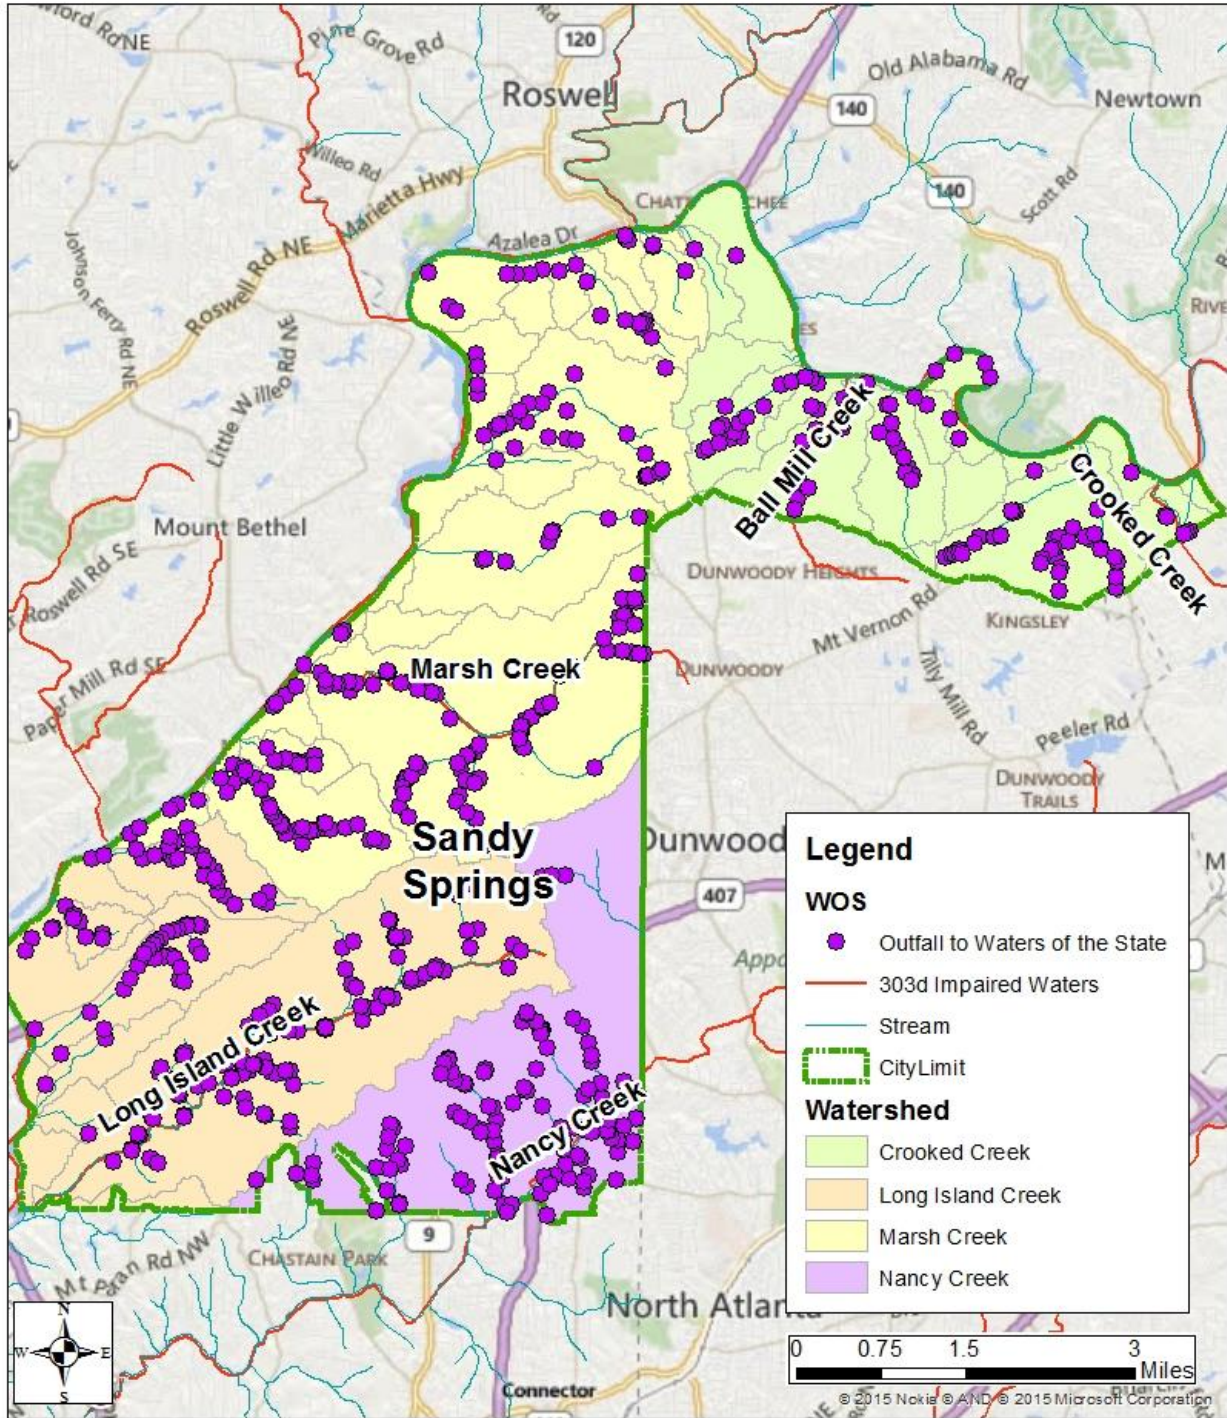 Rd NE
Pine Grove Rd
Rd
120
Roswell
Old Alabama Rd
140
Newtown
Willeo Rd
Marietta Hwy
140
Scott Rd
Azalea Dr
Johnson Ferry Rd NE
Roswell Rd NE
Little Willeo Rd NE
Ball Mill Creek
Crooked Creek
Mount Bethel
Roswell Rd SE
DUNWOODY HEIGHTS
Mt Vernon Rd
KINGSLEY
Paper Mill Rd SE
Marsh Creek
DUNWOODY
Tilly Mill Rd
Peeler Rd
DUNWOODY
TRAILS
Sandy
Springs
407
Long Island Creek
Nancy Creek
9
CHASTAIN PARK
Mt Paran Rd NW
North Atlanta
Connector
Legend
WOS
Outfall to Waters of the State
303d Impaired Waters
Stream
CityLimit
Watershed
Crooked Creek
Long Island Creek
Marsh Creek
Nancy Creek
N
W
E
S
0 0.75 1.5 3
Miles
© 2015 Nokia © AND © 2015 Microsoft Corporation